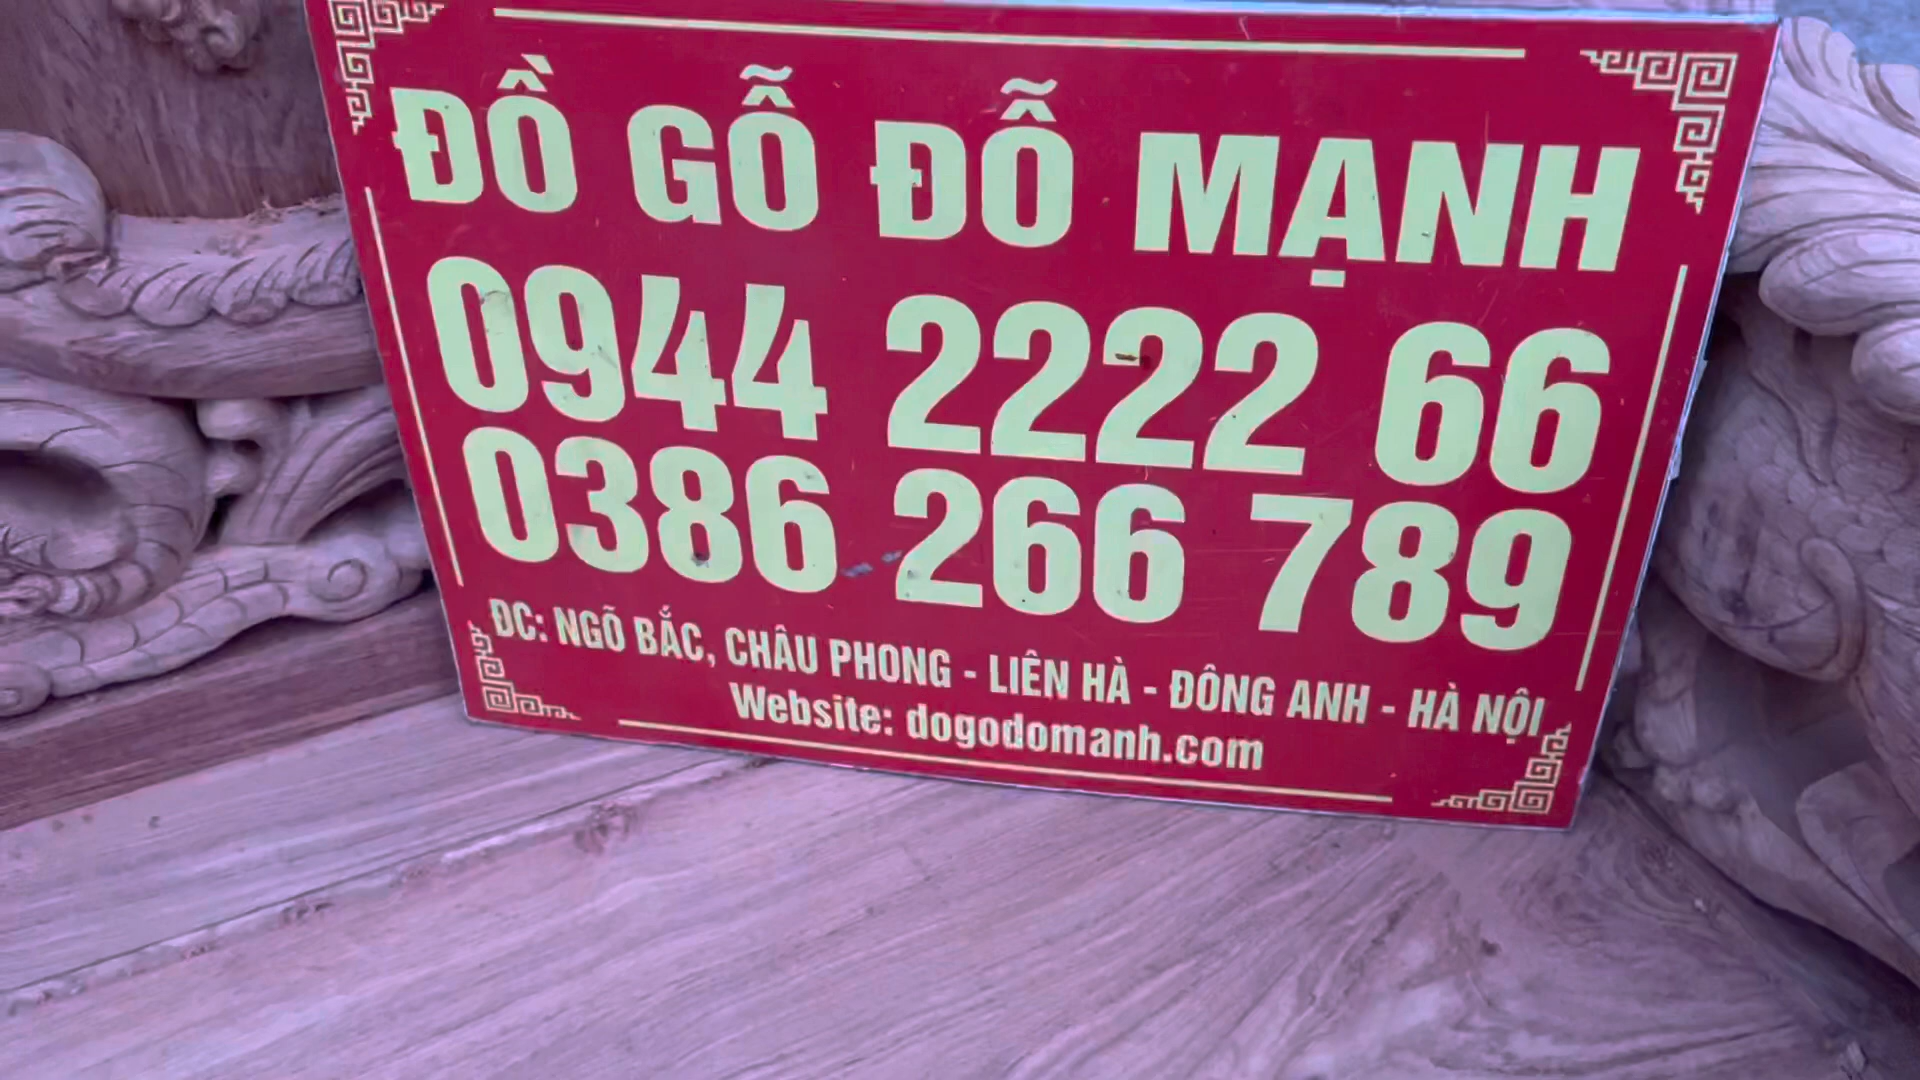 ĐỒ GỖ ĐỖ MẠNH
0944 2222 66
0386 266 789
ĐC: NGÕ BẮC, CHÂU PHONG - LIÊN HÀ - ĐÔNG ANH - HÀ NỘI
Website: dogodomanh.com